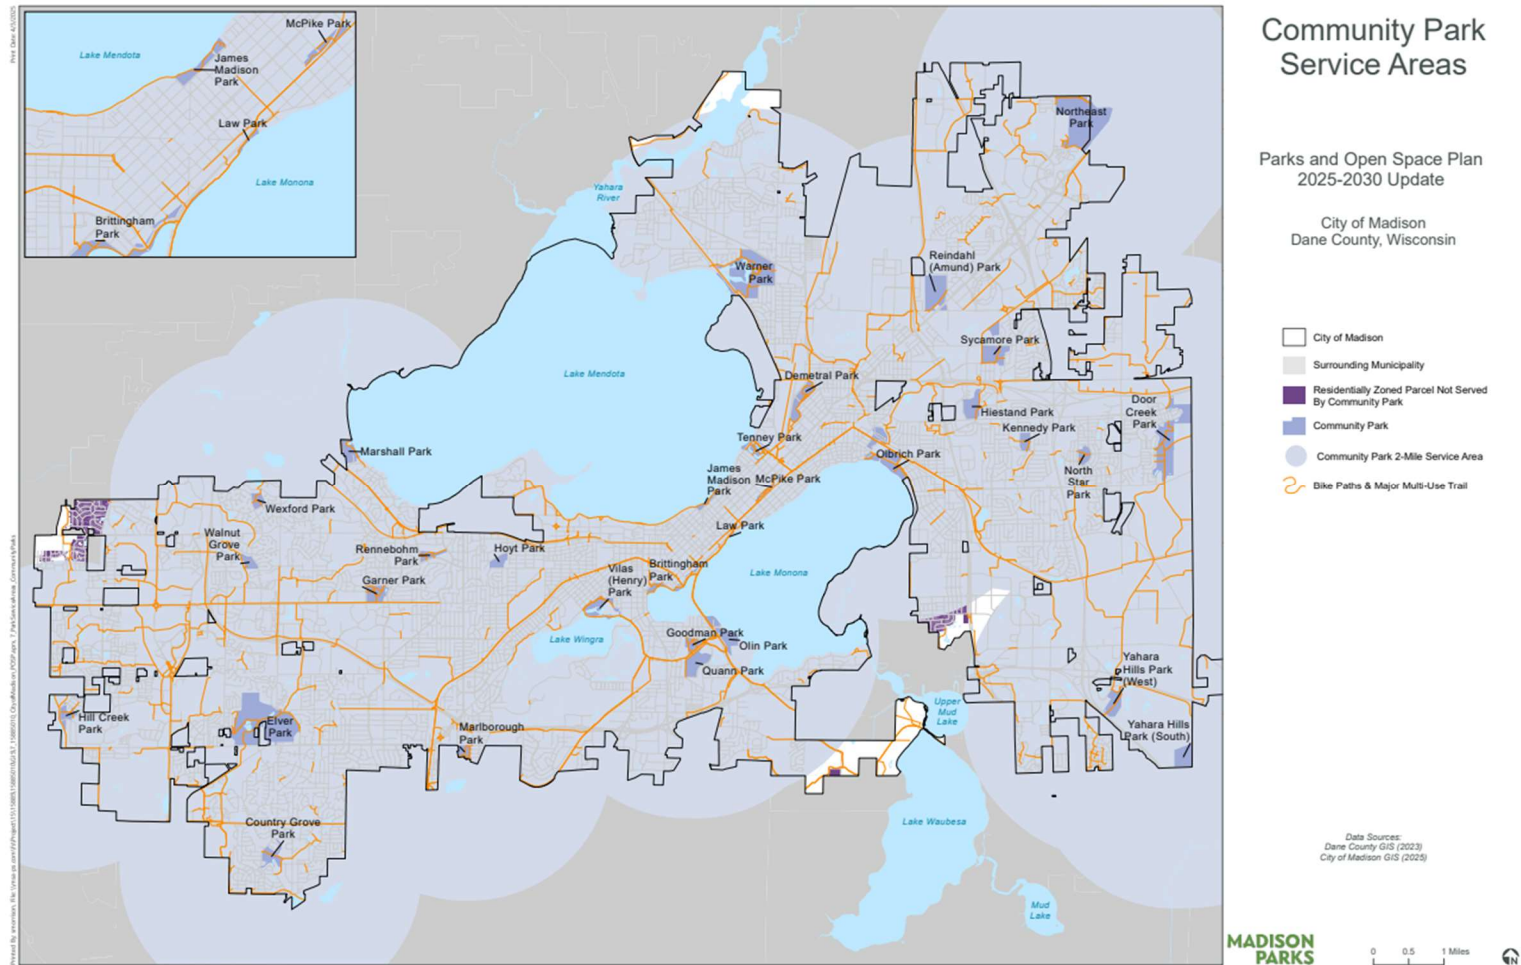 Print Date: 4/3/2025
McPike Park
Lake Mendota
James
Madison
Park
Law Park
Lake Monona
Brittingham
Park
Community Park
Service Areas
Parks and Open Space Plan
2025-2030 Update
City of Madison
Dane County, Wisconsin
City of Madison
Surrounding Municipality
Residentially Zoned Parcel Not Served
By Community Park
Community Park
Community Park 2-Mile Service Area
Bike Paths & Major Multi-Use Trail
Northeast
Park
Yahara
River
Warner
Park
Reindahl
(Amund) Park
Sycamore Park
Lake Mendota
Demetral Park
Hiestand Park
Door
Creek
Park
Kennedy Park
Tenney Park
Marshall Park
Olbrich Park
James
Madison
Park
McPike Park
North
Star
Park
Wexford Park
Law Park
Walnut
Grove
Park
Rennebohm
Park
Hoyt Park
Garner Park
Vilas
(Henry)
Park
Brittingham
Park
Lake Monona
Lake Wingra
Goodman Park
Olin Park
Quann Park
Yahara
Hills Park
(West)
Hill Creek
Park
Elver
Park
Marlborough
Park
Upper
Mud
Lake
Yahara Hills
Park (South)
Country Grove
Park
Lake Waubesa
Mud
Lake
Data Sources:
Dane County GIS (2023)
City of Madison GIS (2025)
MADISON
PARKS
0 0.5 1 Miles
N